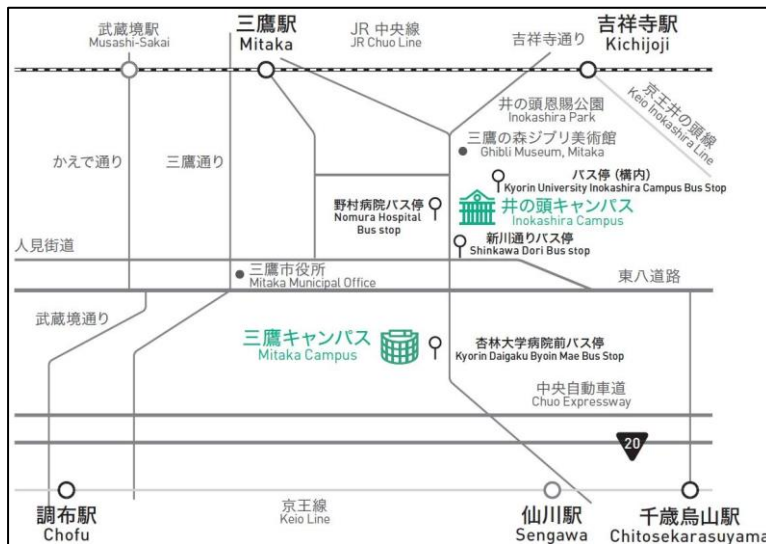 武蔵境駅
Musashi-Sakai
三鷹駅
Mitaka
JR 中央線
JR Chuo Line
吉祥寺通り
吉祥寺駅
Kichijoji
京王井の頭線
Keio Inokashira Line
井の頭恩賜公園
Inokashira Park
三鷹の森ジブリ美術館
Ghibli Museum, Mitaka
かえで通り
三鷹通り
バス停 (構内)
Kyorin University Inokashira Campus Bus Stop
野村病院バス停
Nomura Hospital
Bus stop
井の頭キャンパス
Inokashira Campus
新川通りバス停
Shinkawa Dori Bus stop
人見街道
三鷹市役所
Mitaka Municipal Office
東八道路
武蔵境通り
三鷹キャンパス
Mitaka Campus
杏林大学病院前バス停
Kyorin Daigaku Byoin Mae Bus Stop
中央自動車道
Chuo Expressway
20
調布駅
Chofu
京王線
Keio Line
仙川駅
Sengawa
千歳烏山駅
Chitosekarasuyama